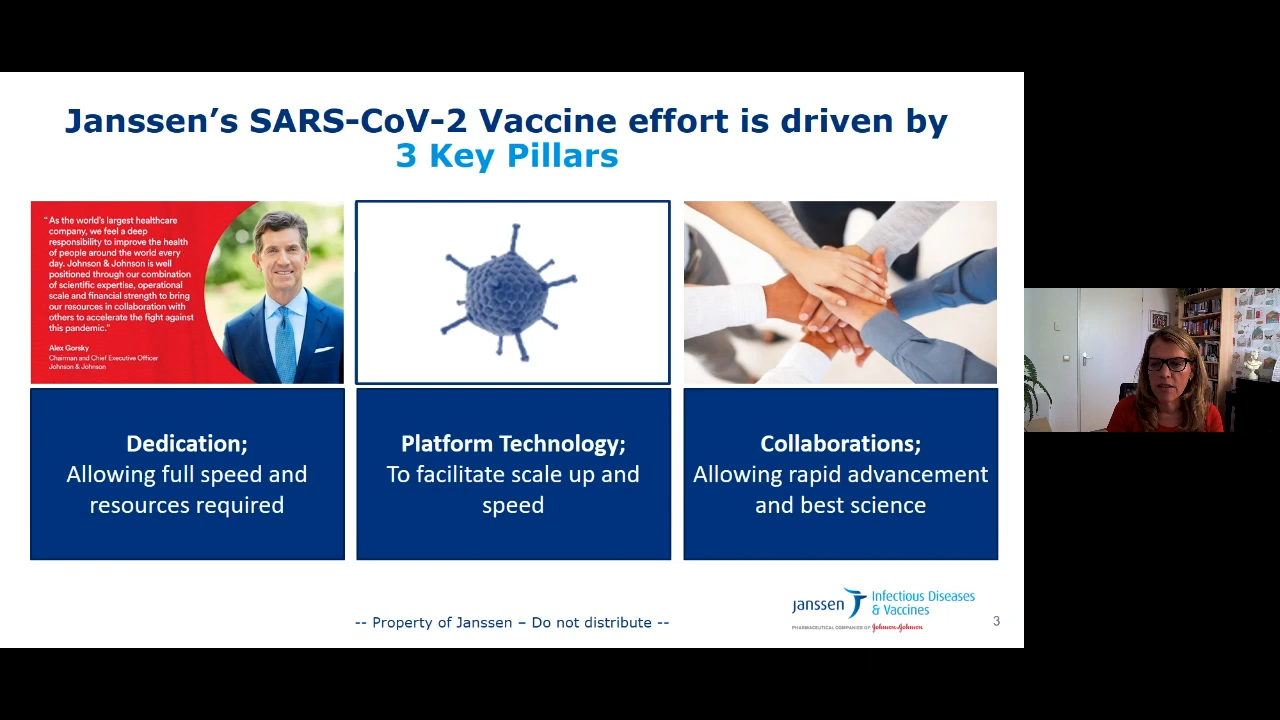 Janssen’s SARS-CoV-2 Vaccine effort is driven by
3 Key Pillars
“As the world's largest healthcare
company, we feel a deep
responsibility to improve the health
of people around the world every
day. Johnson & Johnson is well
positioned through our combination
of scientific expertise, operational
scale and financial strength to bring
our resources in collaboration with
others to accelerate the fight against
this pandemic.”
Alex Gorsky
Chairman and Chief Executive Officer
Johnson & Johnson
Dedication;
Allowing full speed and
resources required
Platform Technology;
To facilitate scale up and
speed
Collaborations;
Allowing rapid advancement
and best science
-- Property of Janssen – Do not distribute --
janssen
Infectious Diseases
& Vaccines
PHARMACEUTICAL COMPANIES OF Johnson & Johnson
3